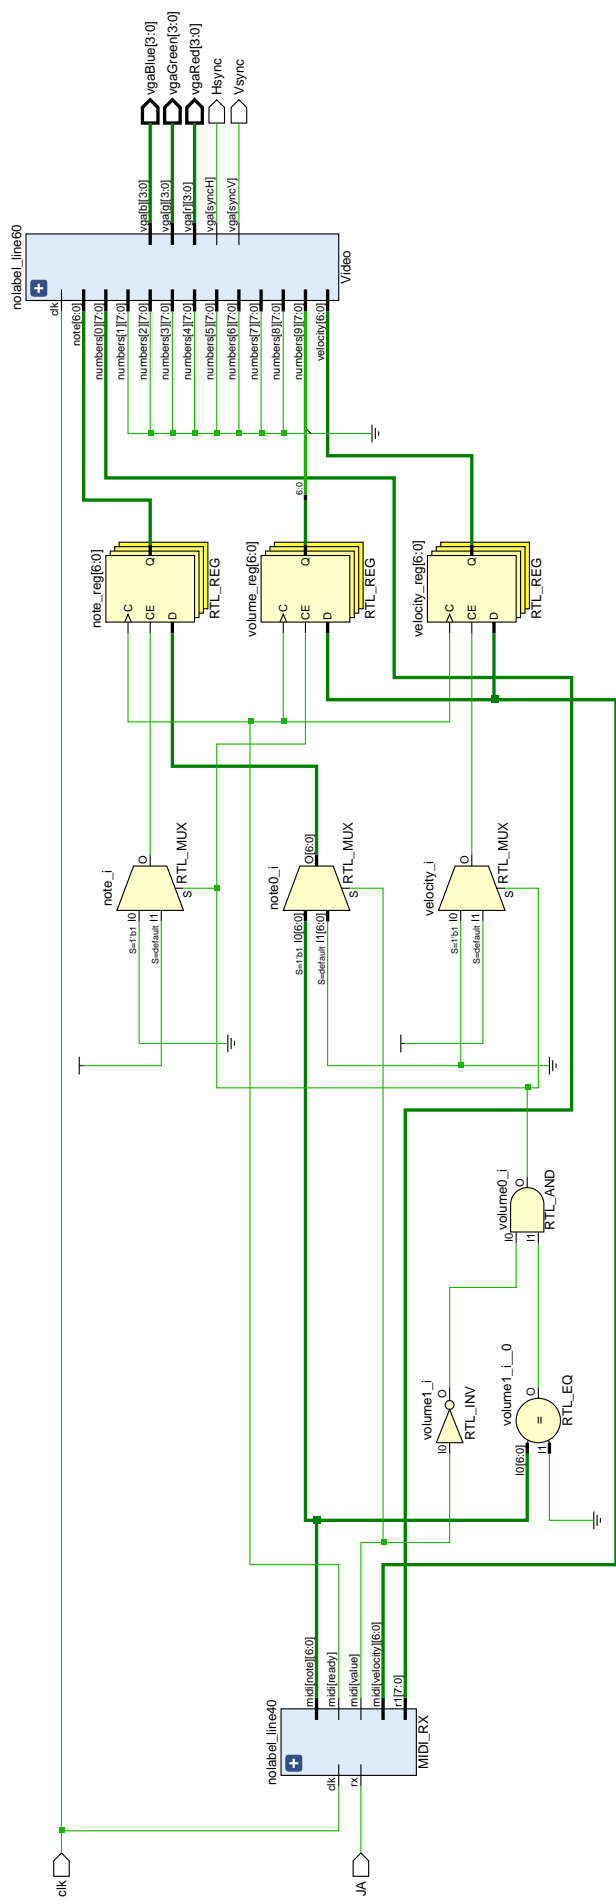 clk
JA
nolabel_line40
clk
rx
midi[note][6:0]
midi[ready]
midi[value]
midi[velocity][6:0]
r1[7:0]
MIDI_RX
volume1_i
I0
O
RTL_INV
volume1_i__0
I0[6:0]
I1
=
O
RTL_EQ
volume0_i
I0
I1
O
RTL_AND
note_i
S=1'b1 I0
S=default I1
O
S
RTL_MUX
note0_i
S=1'b1 I0[6:0]
S=default I1[6:0]
O[6:0]
S
RTL_MUX
velocity_i
S=1'b1 I0
S=default I1
O
S
RTL_MUX
note_reg[6:0]
C
CE
D
Q
RTL_REG
volume_reg[6:0]
C
CE
D
Q
RTL_REG
velocity_reg[6:0]
C
CE
D
Q
RTL_REG
6:0
nolabel_line60
clk
note[6:0]
numbers[0][7:0]
numbers[1][7:0]
numbers[2][7:0]
numbers[3][7:0]
numbers[4][7:0]
numbers[5][7:0]
numbers[6][7:0]
numbers[7][7:0]
numbers[8][7:0]
numbers[9][7:0]
velocity[6:0]
vga[b][3:0]
vga[g][3:0]
vga[r][3:0]
vga[syncH]
vga[syncV]
Video
vgaBlue[3:0]
vgaGreen[3:0]
vgaRed[3:0]
Hsync
Vsync